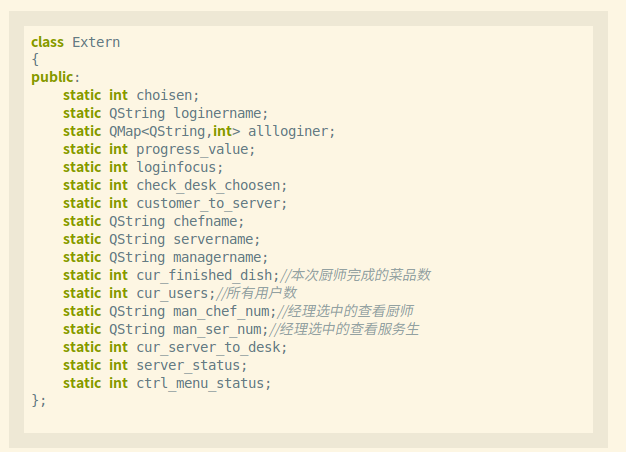 class Extern
{
public:
    static int choisen;
    static QString loginername;
    static QMap<QString,int> allloginer;
    static int progress_value;
    static int loginfocus;
    static int check_desk_choosen;
    static int customer_to_server;
    static QString chefname;
    static QString servername;
    static QString managername;
    static int cur_finished_dish;//本次厨师完成的菜品数
    static int cur_users;//所有用户数
    static QString man_chef_num;//经理选中的查看厨师
    static QString man_ser_num;//经理选中的查看服务生
    static int cur_server_to_desk;
    static int server_status;
    static int ctrl_menu_status;
};